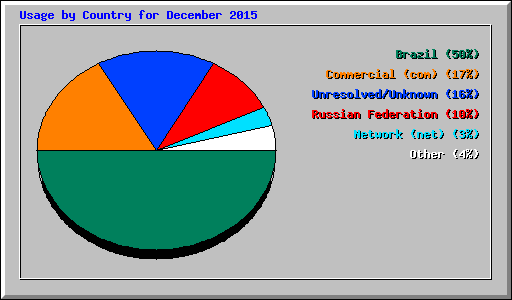 Usage by Country for December 2015
Brazil (50%)
Commercial (com) (17%)
Unresolved/Unknown (16%)
Russian Federation (10%)
Network (net) (3%)
Other (4%)